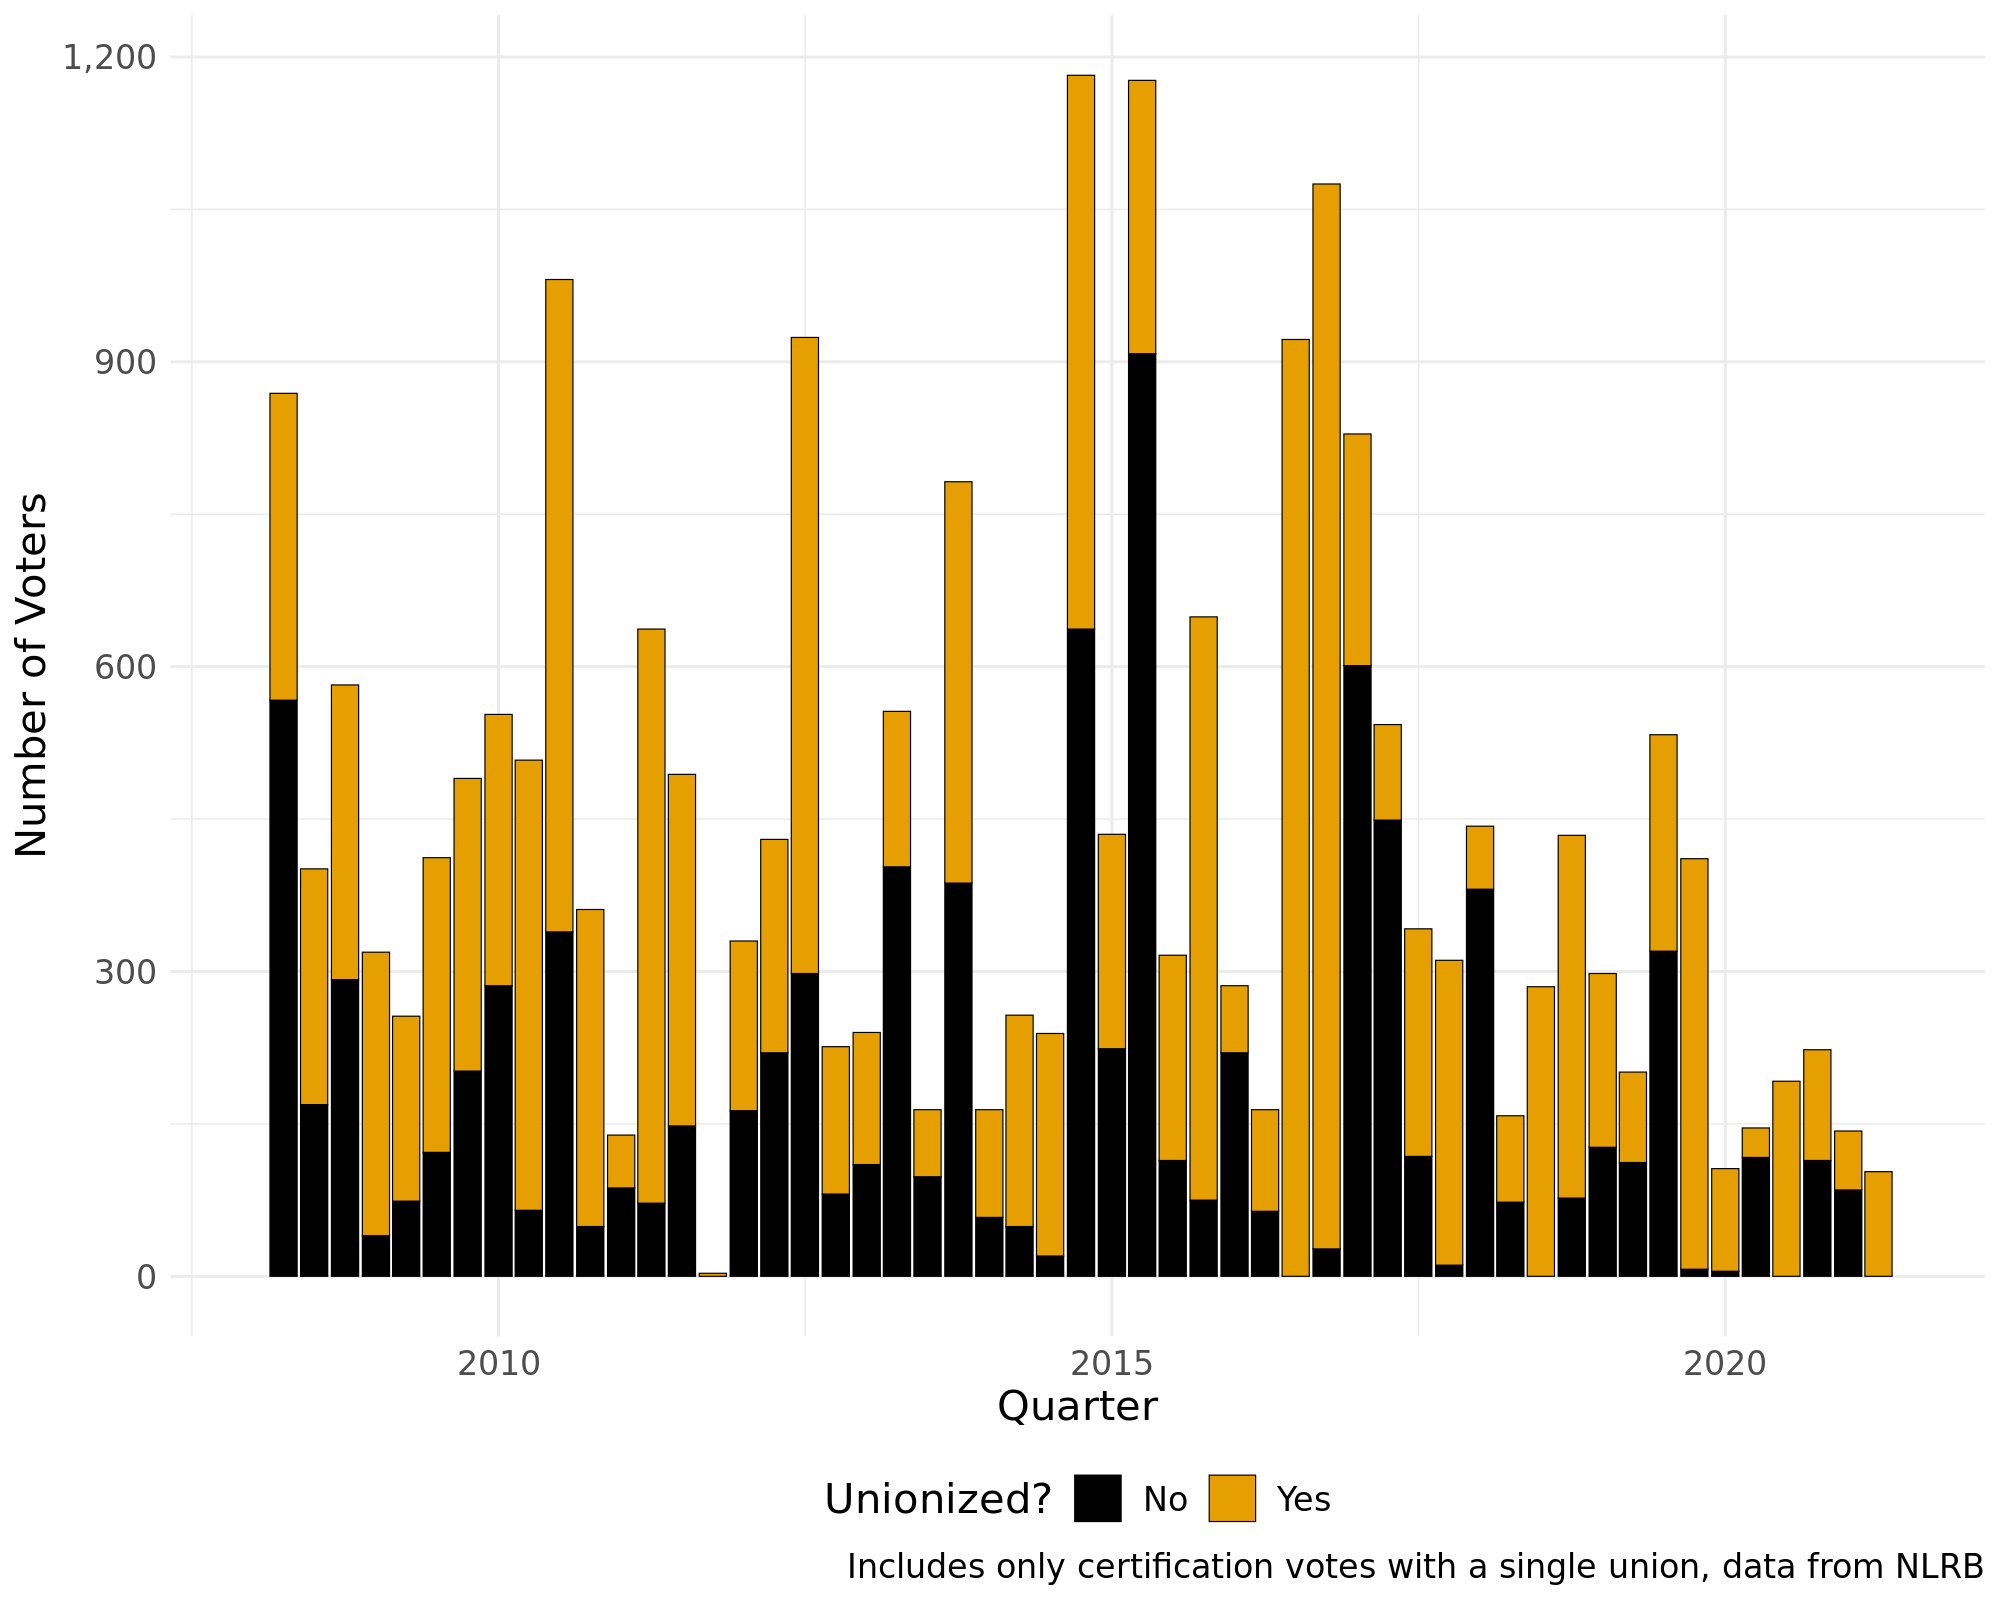 1,200
900
600
300
0
Number of Voters
2010 2015 2020
Quarter
Unionized? No Yes
Includes only certification votes with a single union, data from NLRB